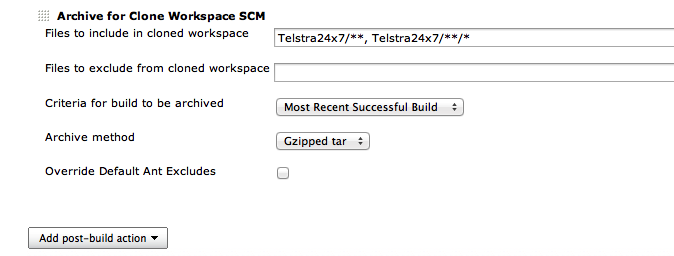 Archive for Clone Workspace SCM
Files to include in cloned workspace Telstra24x7/**, Telstra24x7/**/*
Files to exclude from cloned workspace
Criteria for build to be archived Most Recent Successful Build
Archive method Gzipped tar
Override Default Ant Excludes
Add post-build action